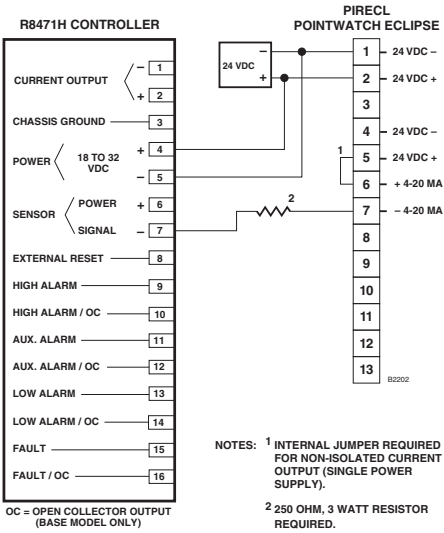 PIRECL
R8471H CONTROLLER
POINTWATCH ECLIPSE
24 VDC
–
+
CURRENT OUTPUT
– 1
+ 2
CHASSIS GROUND 3
POWER 18 TO 32
VDC
+ 4
– 5
SENSOR
POWER + 6
SIGNAL – 7
EXTERNAL RESET 8
HIGH ALARM 9
HIGH ALARM / OC 10
AUX. ALARM 11
AUX. ALARM / OC 12
LOW ALARM 13
LOW ALARM / OC 14
FAULT 15
FAULT / OC 16
OC = OPEN COLLECTOR OUTPUT
(BASE MODEL ONLY)
2
1
1 24 VDC –
2 24 VDC +
3
4 24 VDC –
5 24 VDC +
6 + 4-20 MA
7 – 4-20 MA
8
9
10
11
12
13
B2202
NOTES: 1 INTERNAL JUMPER REQUIRED
FOR NON-ISOLATED CURRENT
OUTPUT (SINGLE POWER
SUPPLY).
2 250 OHM, 3 WATT RESISTOR
REQUIRED.